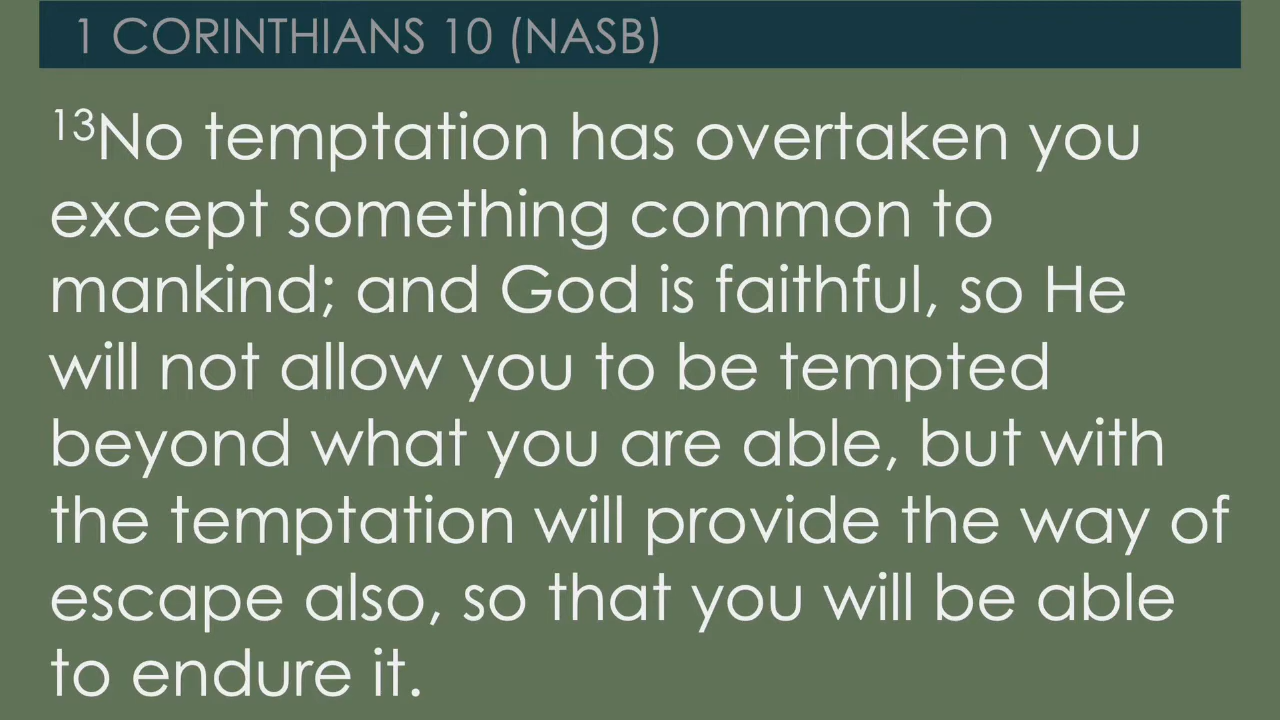 1 CORINTHIANS 10 (NASB)
13No temptation has overtaken you
except something common to
mankind; and God is faithful, so He
will not allow you to be tempted
beyond what you are able, but with
the temptation will provide the way of
escape also, so that you will be able
to endure it.